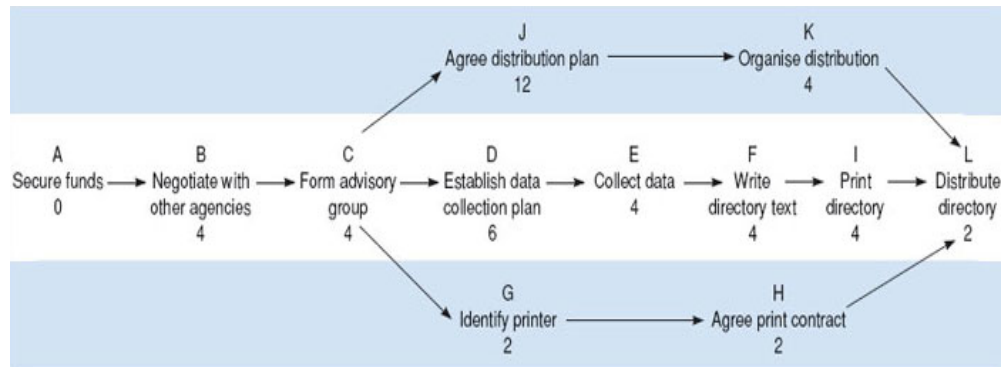 J
Agree distribution plan
12
K
Organise distribution
4
A
Secure funds
0
B
Negotiate with
other agencies
4
C
Form advisory
group
4
D
Establish data
collection plan
6
E
Collect data
4
F
Write
directory text
4
I
Print
directory
4
L
Distribute
directory
2
G
Identify printer
2
H
Agree print contract
2